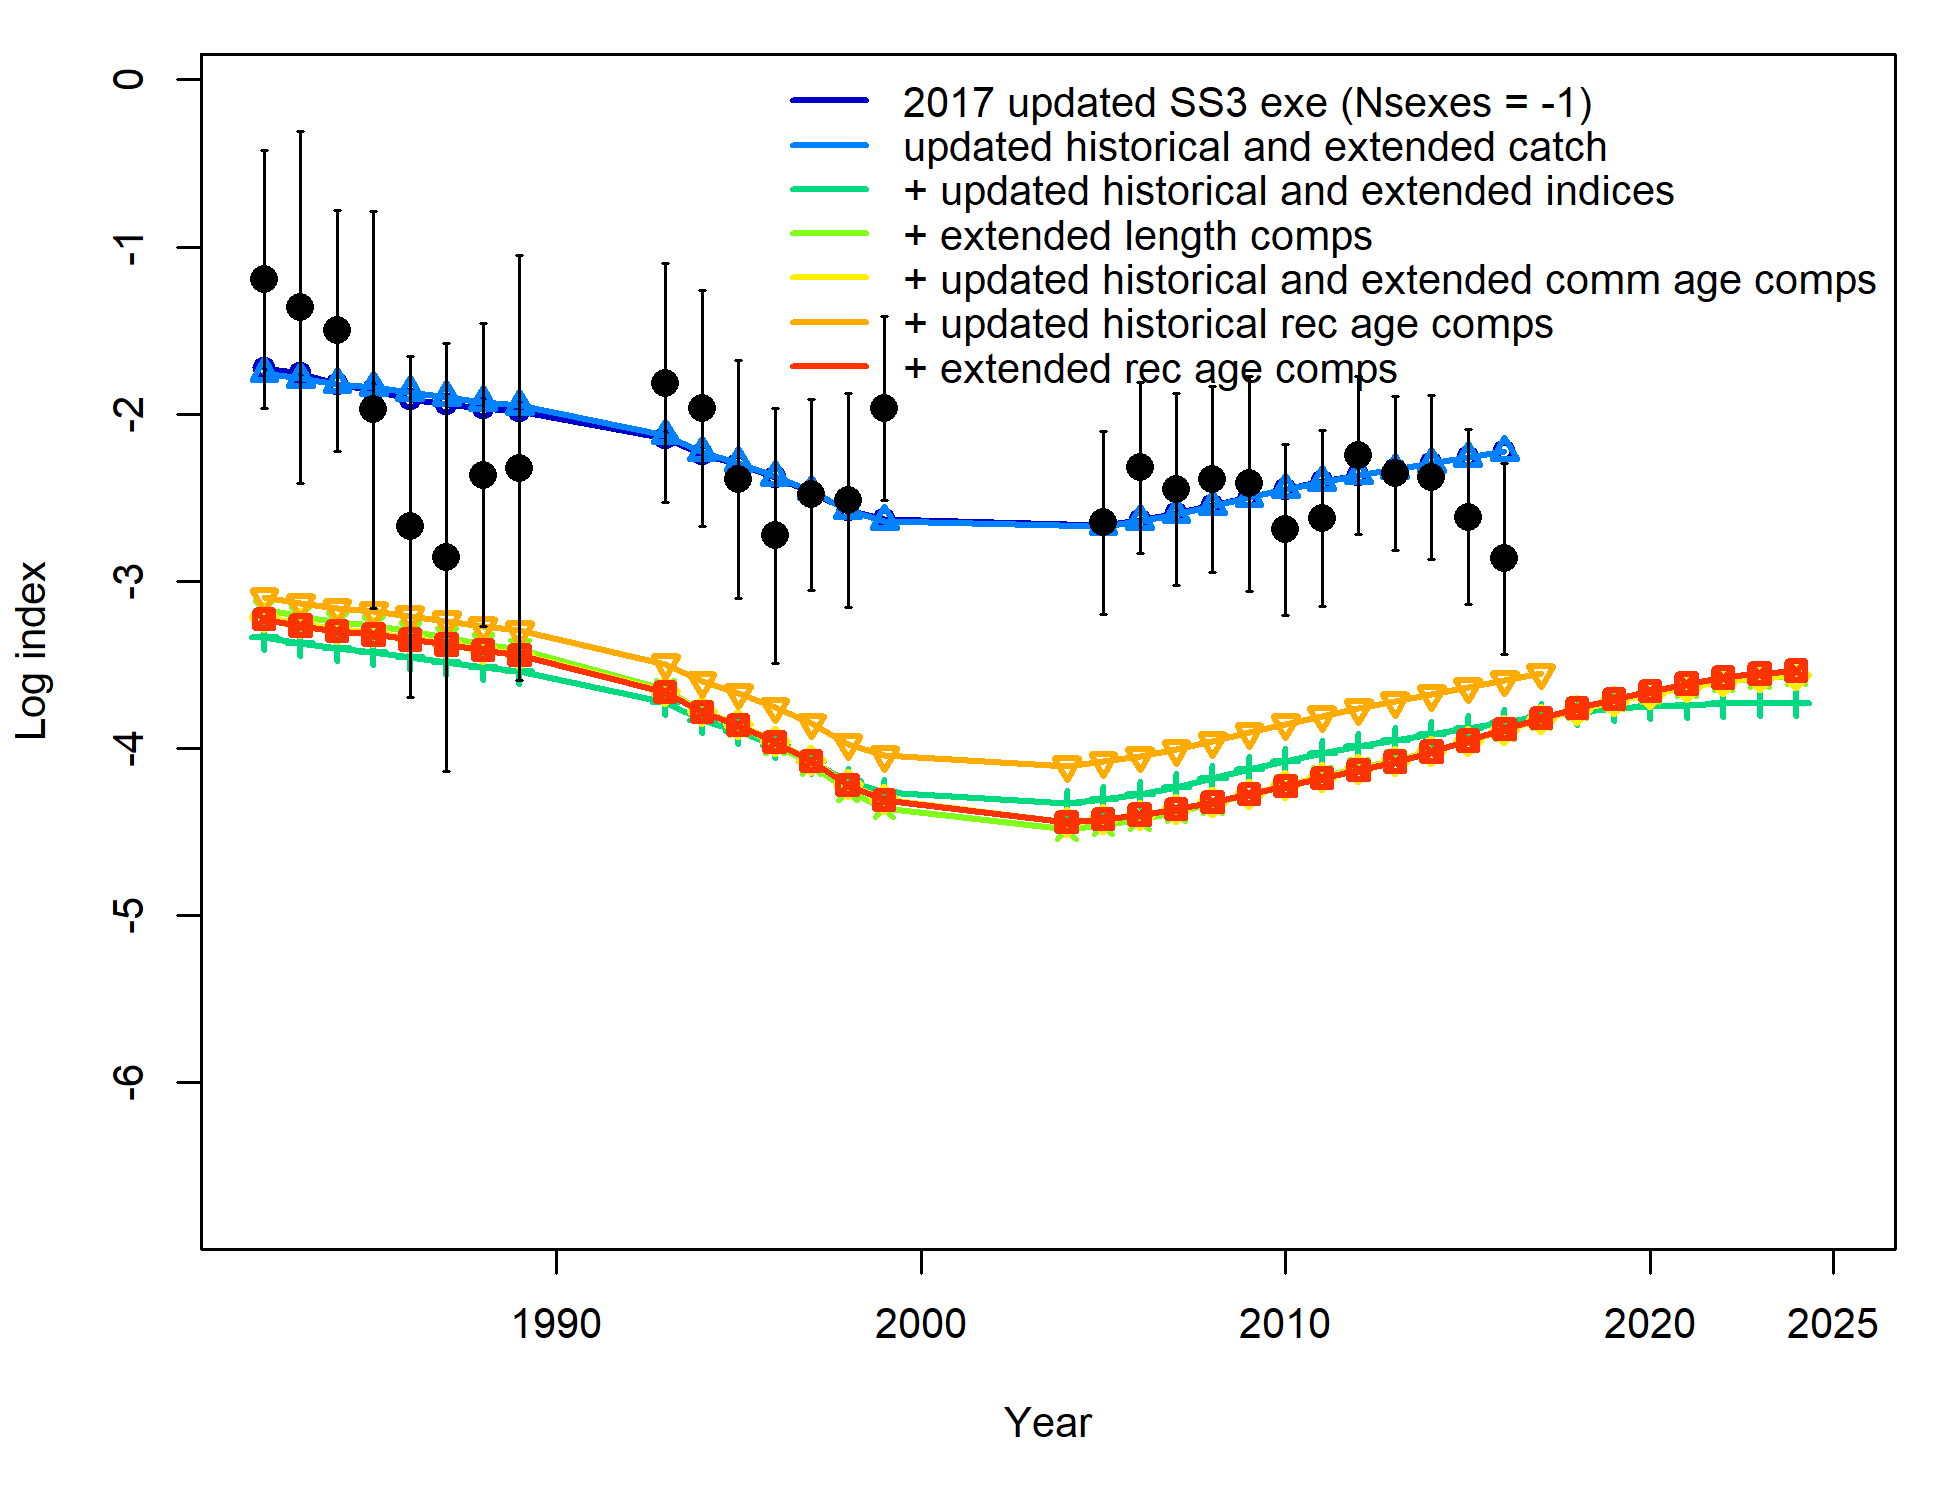 0
-1
-2
-3
-4
-5
-6
Log index
2017 updated SS3 exe (Nsexes = -1)
updated historical and extended catch
+ updated historical and extended indices
+ extended length comps
+ updated historical and extended comm age comps
+ updated historical rec age comps
+ extended rec age comps
1990
2000
2010
2020
2025
Year